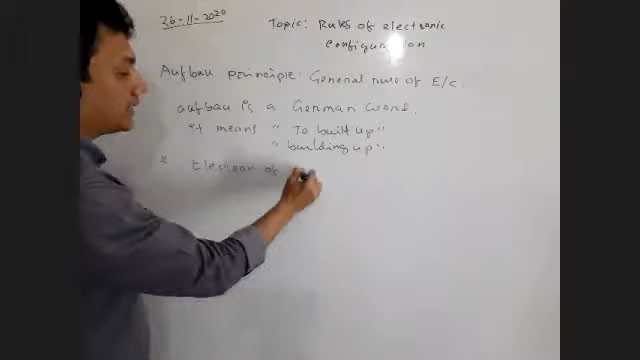 26-11-2020
Topic: Rules of electronic
configuration
Aufbau principle: General rule of E/c.
aufbau is a German word.
it means " To built up"
" building up".
" Electron of